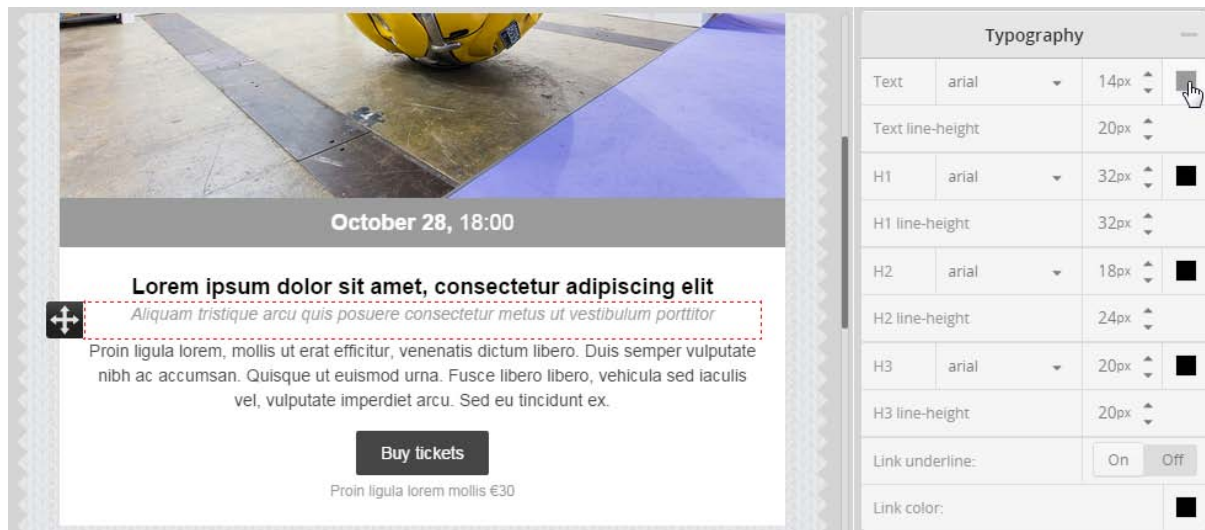 October 28, 18:00
Lorem ipsum dolor sit amet, consectetur adipiscing elit
Aliquam tristique arcu quis posuere consectetur metus ut vestibulum porttitor
Proin ligula lorem, mollis ut erat efficitur, venenatis dictum libero. Duis semper vulputate
nibh ac accumsan. Quisque ut euismod urna. Fusce libero libero, vehicula sed iaculis
vel, vulputate imperdiet arcu. Sed eu tincidunt ex.
Buy tickets
Proin ligula lorem mollis €30
Typography
Text arial 14px
Text line-height 20px
H1 arial 32px
H1 line-height 32px
H2 arial 18px
H2 line-height 24px
H3 arial 20px
H3 line-height 20px
Link underline: On Off
Link color: